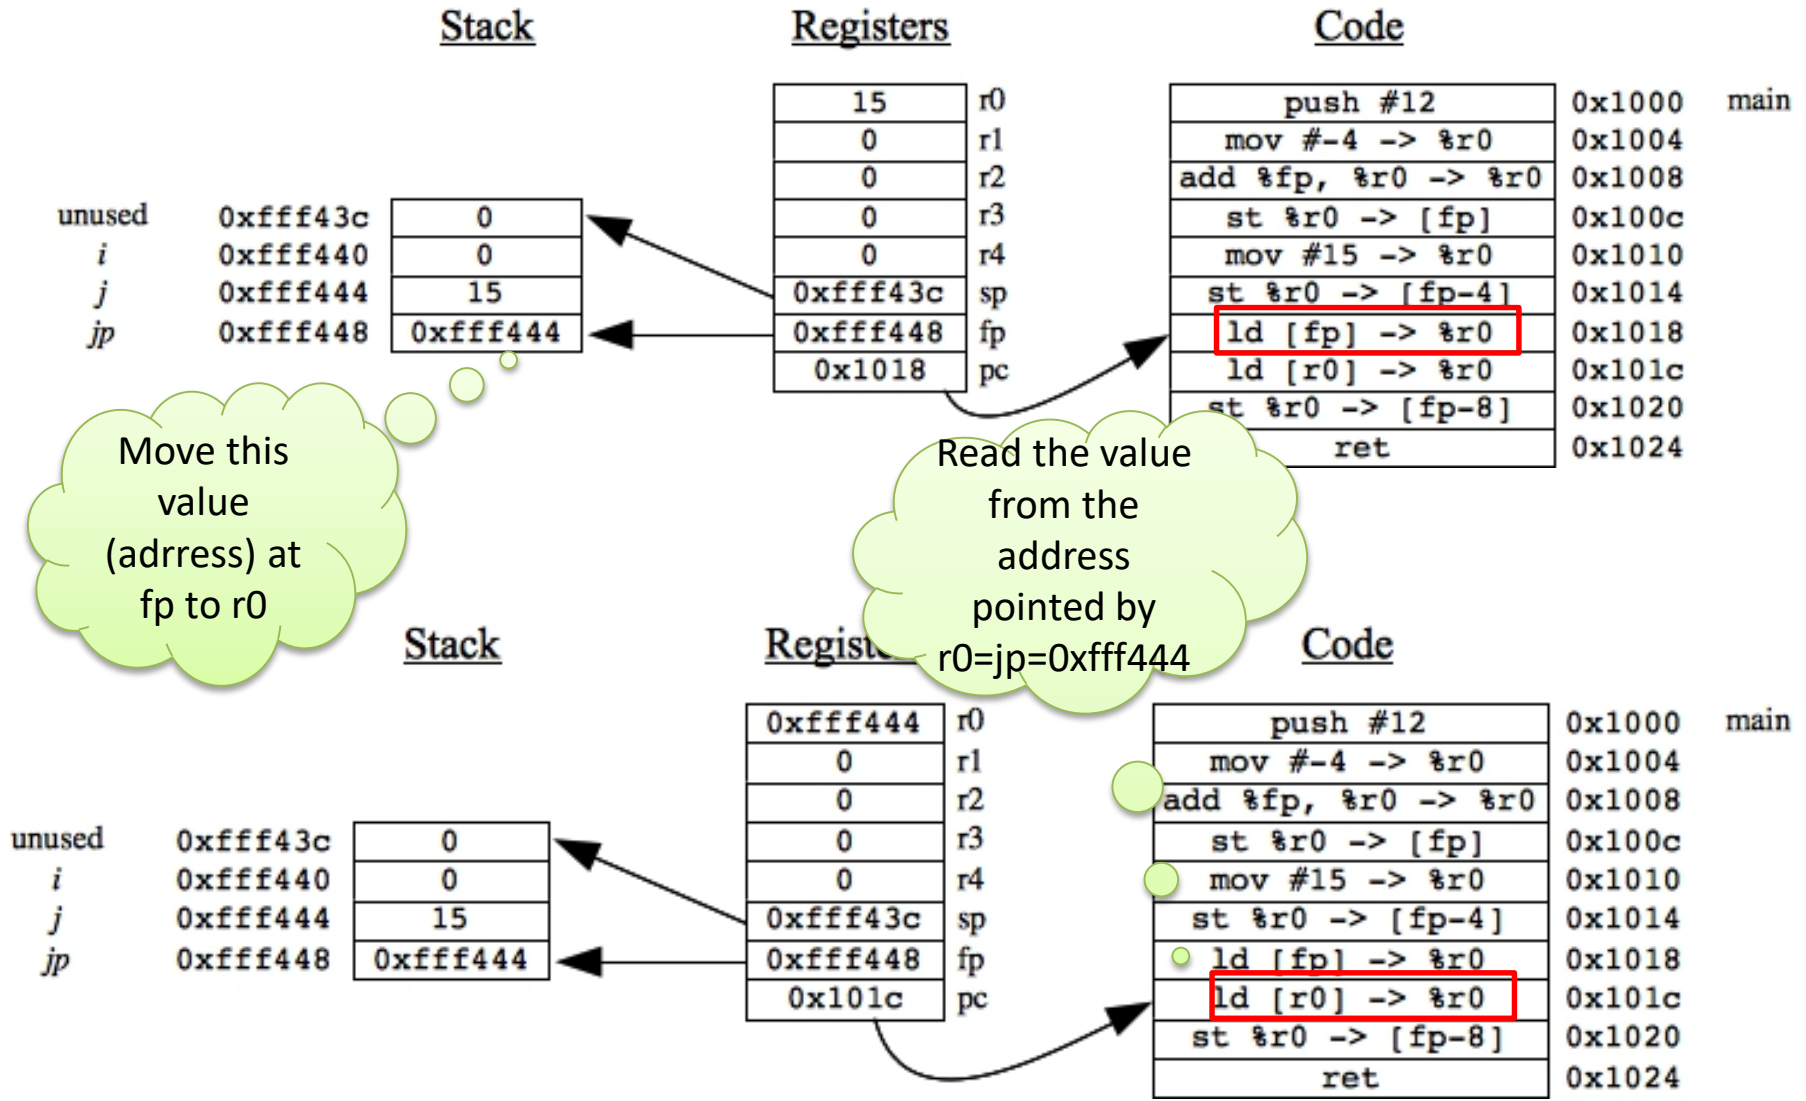 Stack Registers Code
15 r0 push #12 0x1000 main
0 r1 mov #-4 -> %r0 0x1004
0 r2 add %fp, %r0 -> %r0 0x1008
unused 0xfff43c 0 0 r3 st %r0 -> [fp] 0x100c
i 0xfff440 0 0 r4 mov #15 -> %r0 0x1010
j 0xfff444 15 0xfff43c sp st %r0 -> [fp-4] 0x1014
jp 0xfff448 0xfff444 0xfff448 fp ld [fp] -> %r0 0x1018
0x1018 pc ld [r0] -> %r0 0x101c
st %r0 -> [fp-8] 0x1020
ret 0x1024
Move this
value
(adrress) at
fp to r0
Read the value
from the
address
pointed by
r0=jp=0xfff444
Stack Registe Code
0xfff444 r0 push #12 0x1000 main
0 r1 mov #-4 -> %r0 0x1004
0 r2 add %fp, %r0 -> %r0 0x1008
unused 0xfff43c 0 0 r3 st %r0 -> [fp] 0x100c
i 0xfff440 0 0 r4 mov #15 -> %r0 0x1010
j 0xfff444 15 0xfff43c sp st %r0 -> [fp-4] 0x1014
jp 0xfff448 0xfff444 0xfff448 fp ld [fp] -> %r0 0x1018
0x101c pc ld [r0] -> %r0 0x101c
st %r0 -> [fp-8] 0x1020
ret 0x1024